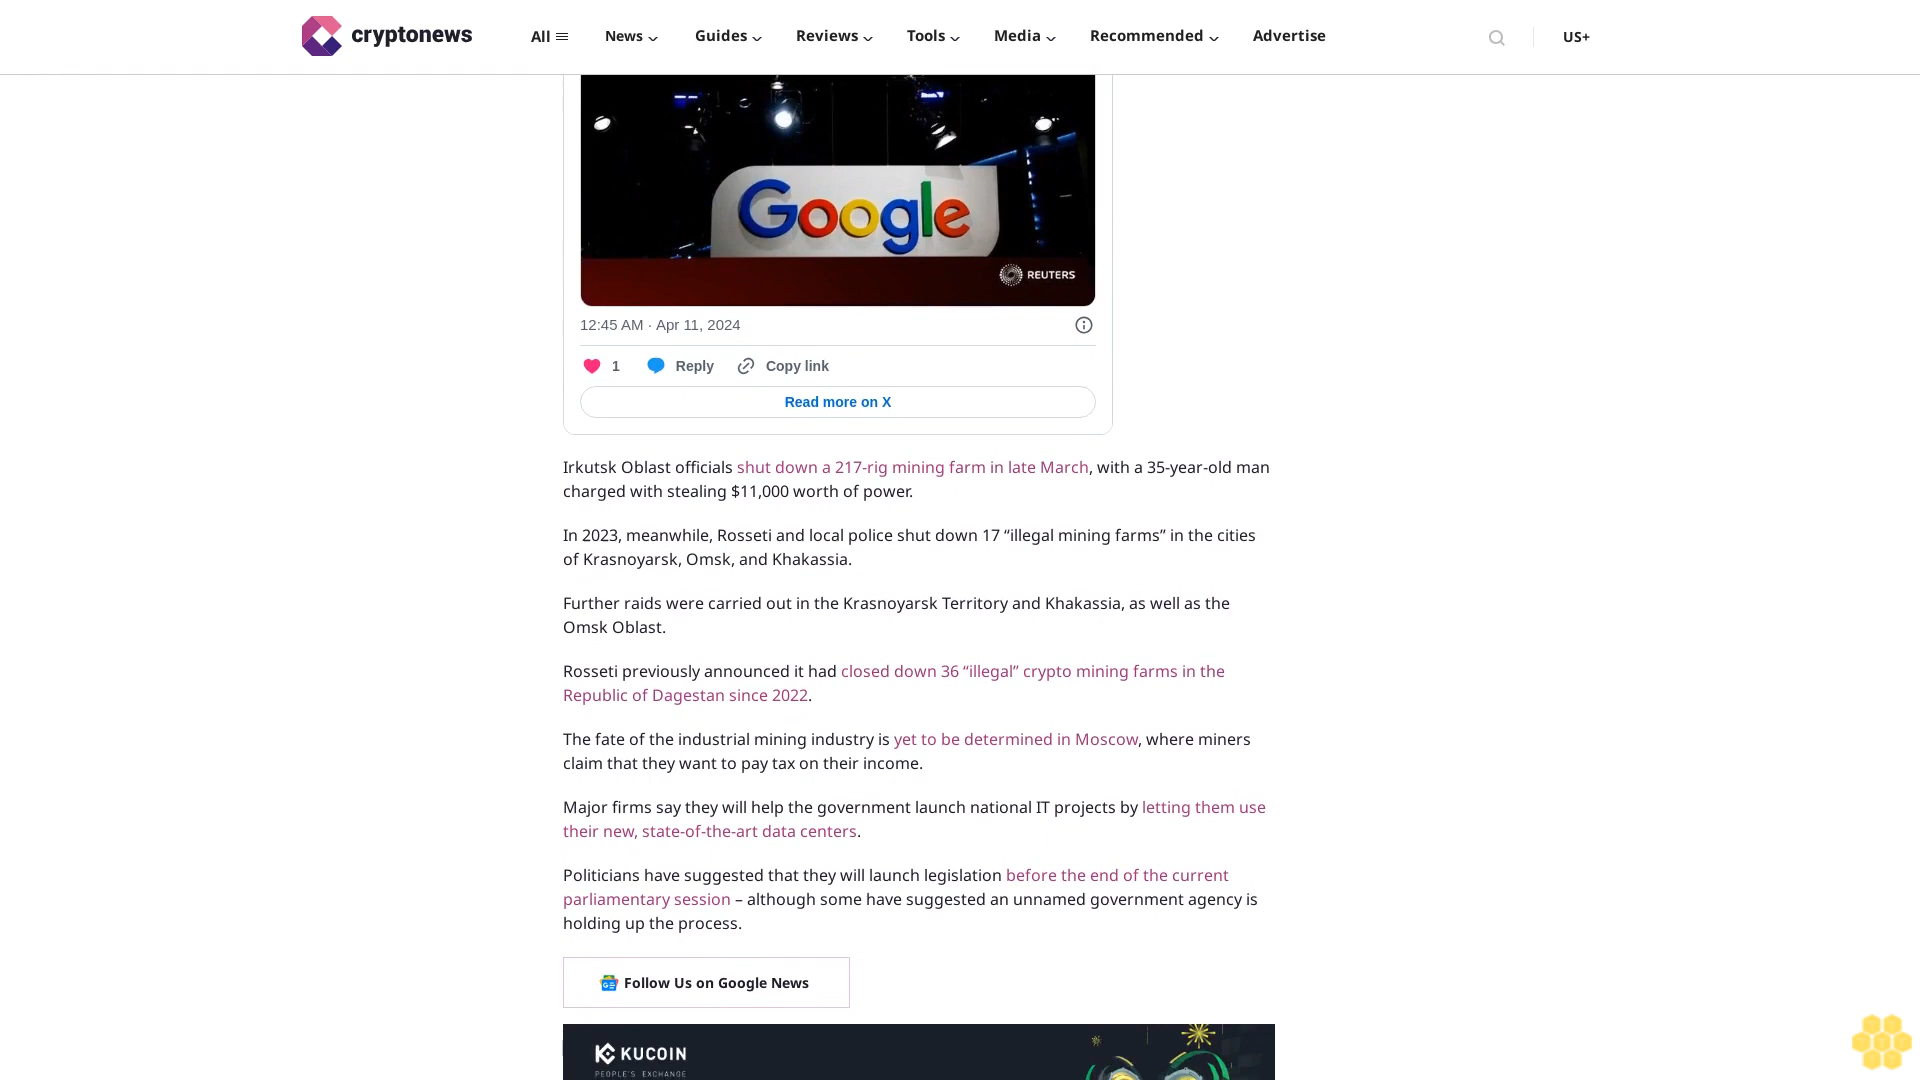 cryptonews
All
News
Guides
Reviews
Tools
Media
Recommended
Advertise
US+
Google
REUTERS
12:45 AM · Apr 11, 2024
1
Reply
Copy link
Read more on X
Irkutsk Oblast officials shut down a 217-rig mining farm in late March, with a 35-year-old man
charged with stealing $11,000 worth of power.
In 2023, meanwhile, Rosseti and local police shut down 17 “illegal mining farms” in the cities
of Krasnoyarsk, Omsk, and Khakassia.
Further raids were carried out in the Krasnoyarsk Territory and Khakassia, as well as the
Omsk Oblast.
Rosseti previously announced it had closed down 36 “illegal” crypto mining farms in the
Republic of Dagestan since 2022.
The fate of the industrial mining industry is yet to be determined in Moscow, where miners
claim that they want to pay tax on their income.
Major firms say they will help the government launch national IT projects by letting them use
their new, state-of-the-art data centers.
Politicians have suggested that they will launch legislation before the end of the current
parliamentary session – although some have suggested an unnamed government agency is
holding up the process.
GE
Follow Us on Google News
KUCOIN
PEOPLE'S EXCHANGE